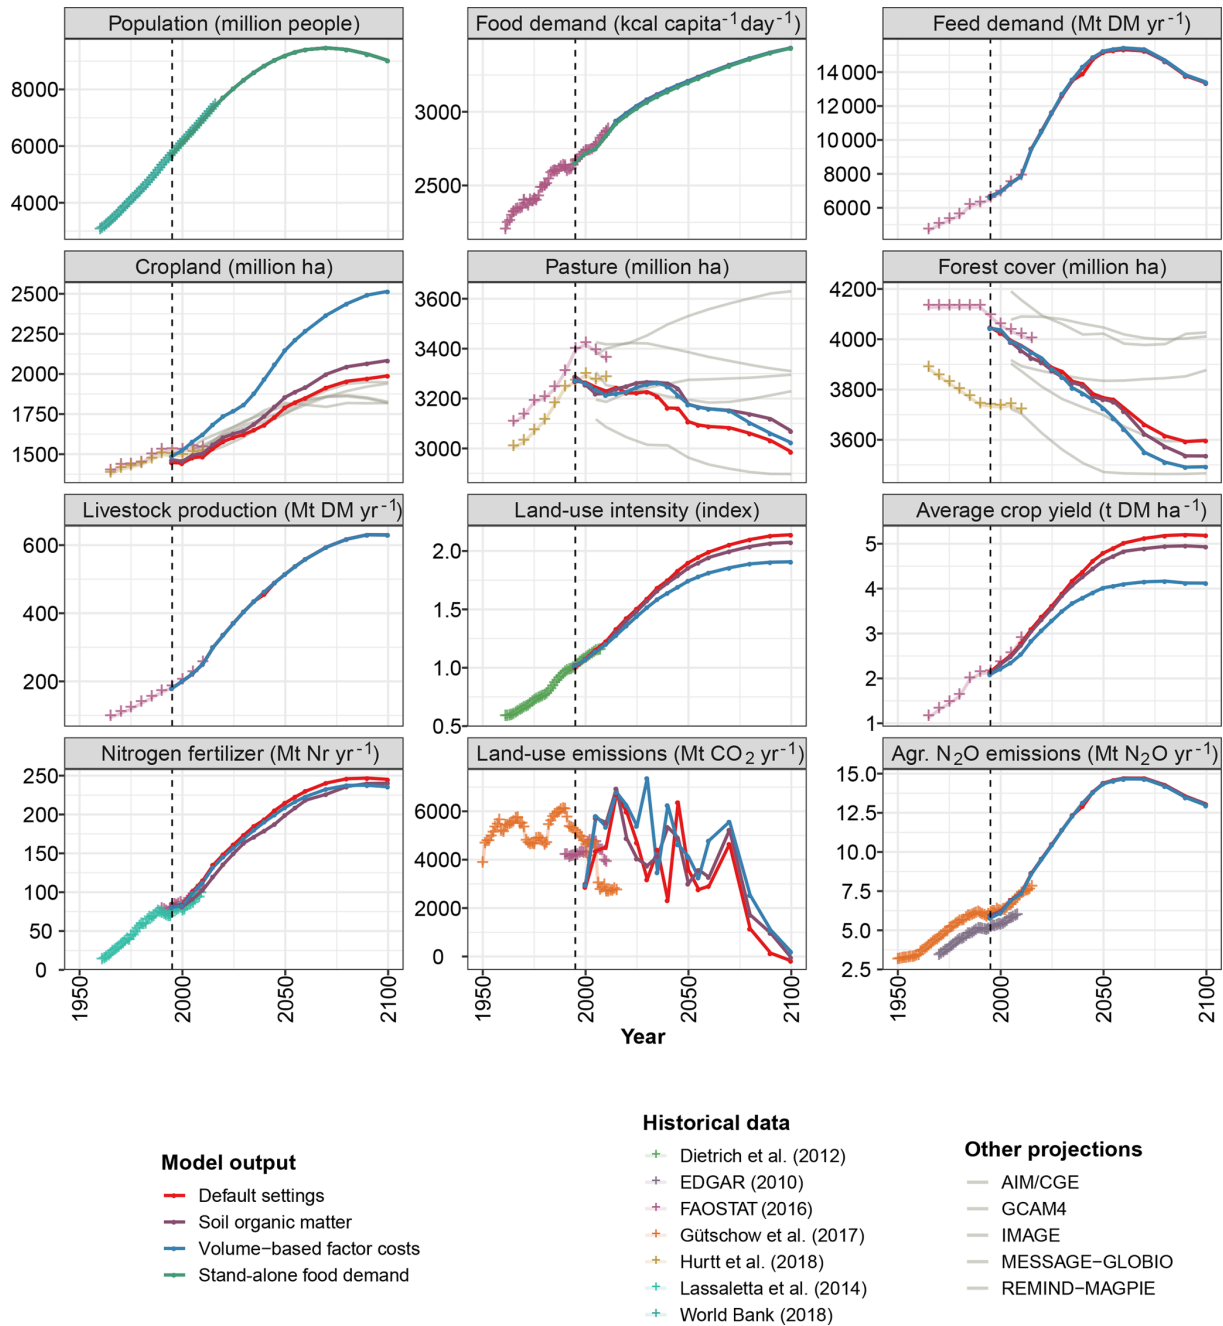 Population (million people)
Food demand (kcal capita⁻¹day⁻¹)
Feed demand (Mt DM yr⁻¹)
8000
6000
4000
3000
2500
14000
12000
10000
8000
6000
Cropland (million ha)
Pasture (million ha)
Forest cover (million ha)
2500
2250
2000
1750
1500
3600
3400
3200
3000
4200
4000
3800
3600
Livestock production (Mt DM yr⁻¹)
Land-use intensity (index)
Average crop yield (t DM ha⁻¹)
600
400
200
2.0
1.5
1.0
0.5
5
4
3
2
1
Nitrogen fertilizer (Mt Nr yr⁻¹)
Land-use emissions (Mt CO₂ yr⁻¹)
Agr. N₂O emissions (Mt N₂O yr⁻¹)
250
200
150
100
50
0
6000
4000
2000
0
15.0
12.5
10.0
7.5
5.0
2.5
1950
2000
2050
2100
1950
2000
2050
2100
1950
2000
2050
2100
Year
Model output
Default settings
Soil organic matter
Volume−based factor costs
Stand-alone food demand
Historical data
Dietrich et al. (2012)
EDGAR (2010)
FAOSTAT (2016)
Gütschow et al. (2017)
Hurtt et al. (2018)
Lassaletta et al. (2014)
World Bank (2018)
Other projections
AIM/CGE
GCAM4
IMAGE
MESSAGE−GLOBIO
REMIND−MAGPIE